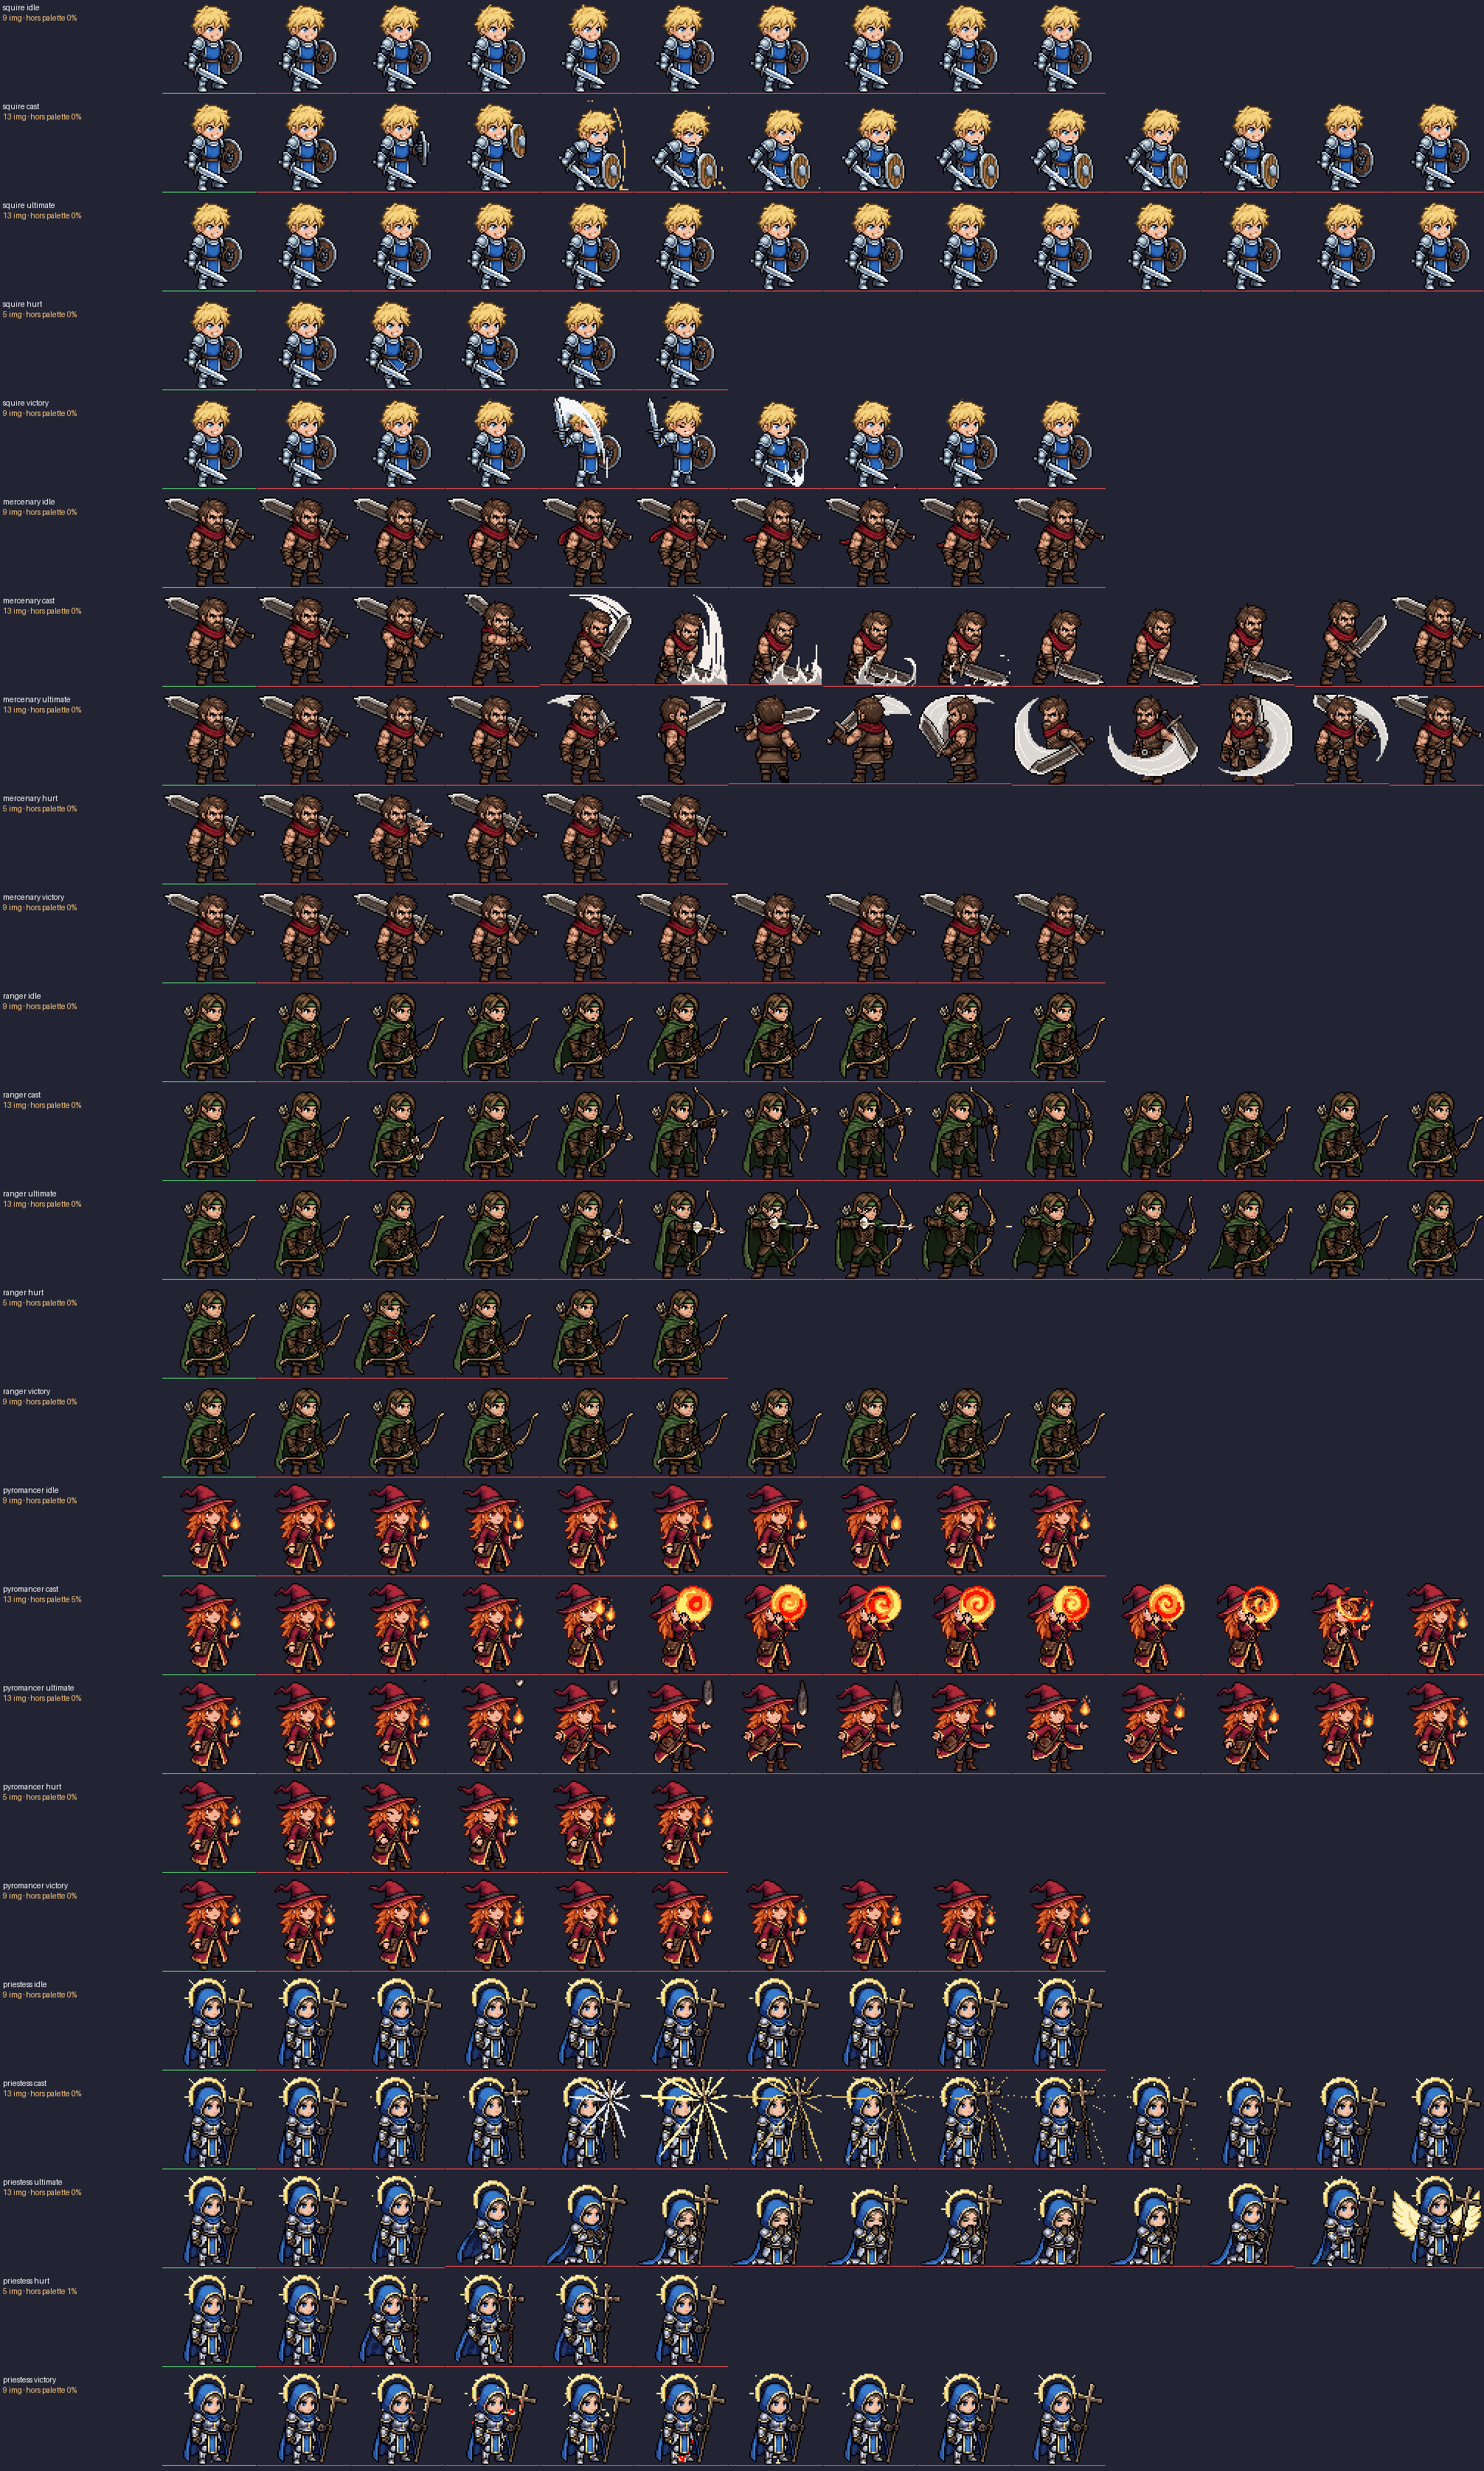 squire idle
9 img · hors palette 0%
squire cast
13 img · hors palette 0%
squire ultimate
13 img · hors palette 0%
squire hurt
5 img · hors palette 0%
squire victory
9 img · hors palette 0%
mercenary idle
9 img · hors palette 0%
mercenary cast
13 img · hors palette 0%
mercenary ultimate
13 img · hors palette 0%
mercenary hurt
5 img · hors palette 0%
mercenary victory
9 img · hors palette 0%
ranger idle
9 img · hors palette 0%
ranger cast
13 img · hors palette 0%
ranger ultimate
13 img · hors palette 0%
ranger hurt
5 img · hors palette 0%
ranger victory
9 img · hors palette 0%
pyromancer idle
9 img · hors palette 0%
pyromancer cast
13 img · hors palette 5%
pyromancer ultimate
13 img · hors palette 0%
pyromancer hurt
5 img · hors palette 0%
pyromancer victory
9 img · hors palette 0%
priestess idle
9 img · hors palette 0%
priestess cast
13 img · hors palette 0%
priestess ultimate
13 img · hors palette 0%
priestess hurt
5 img · hors palette 1%
priestess victory
9 img · hors palette 0%